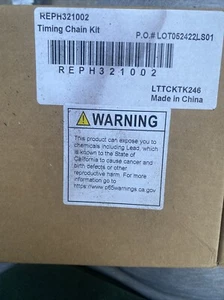 REPH321002
Timing Chain Kit
P.O.# LOT052422LS01
REPH321002
LTTCKTK246
Made in China
WARNING
This product can expose you to
chemicals including Lead, which
is known to the State of
California to cause cancer and
birth defects or other
reproductive harm. For more
information go to
https://www.p65warnings.ca.gov